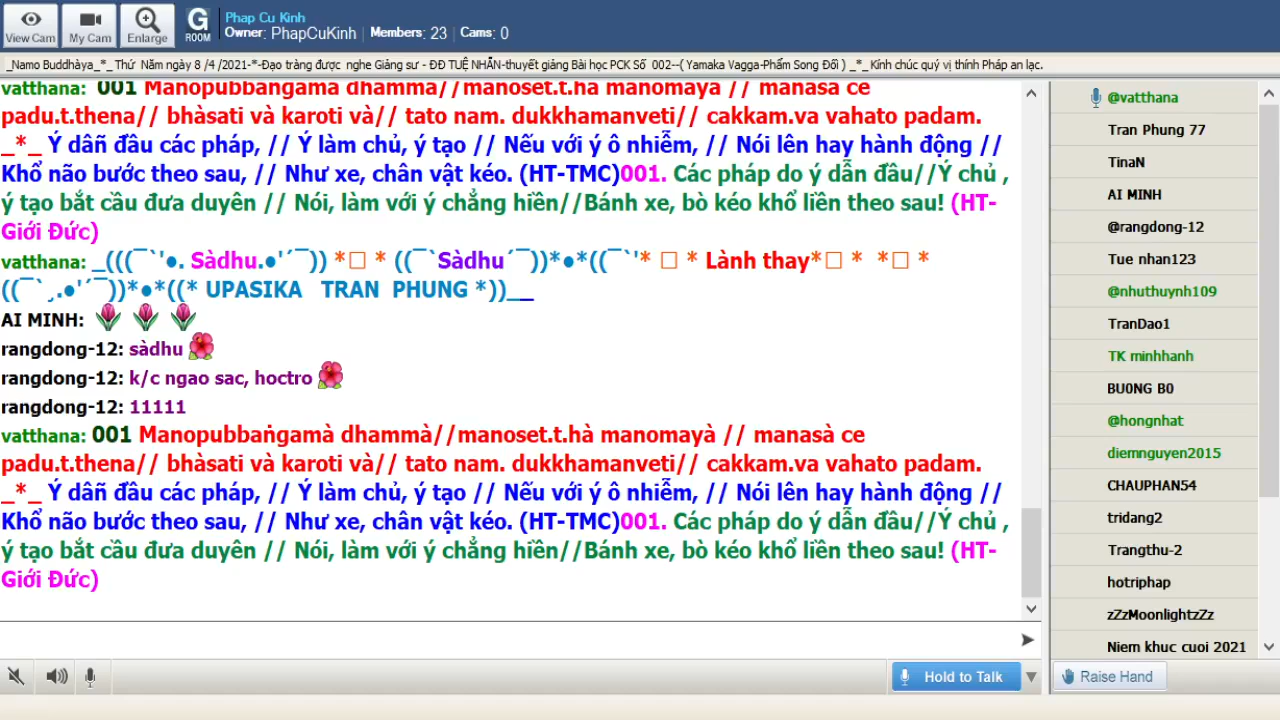 View Cam
My Cam
Enlarge
G
ROOM
Phap Cu Kinh
Owner: PhapCuKinh | Members: 23 | Cams: 0
_Namo Buddhàya_*_ Thứ Năm ngày 8 /4 /2021-*-Đạo tràng được nghe Giảng sư - ĐĐ TUỆ NHẪN-thuyết giảng Bài học PCK Số 002--( Yamaka Vagga-Phẩm Song Đối ) _*_ Kính chúc quý vị thính Pháp an lạc.
vatthana: 001 Manopubbaṅgamà dhammà//manoset.t.hà manomayà // manasà ce
padu.t.thena// bhàsati và karoti và// tato nam. dukkhamanveti// cakkam.va vahato padam.
_*_ Ý dẫn đầu các pháp, // Ý làm chủ, ý tạo // Nếu với ý ô nhiễm, // Nói lên hay hành động //
Khổ não bước theo sau, // Như xe, chân vật kéo. (HT-TMC)001. Các pháp do ý dẫn đầu//Ý chủ ,
ý tạo bắt cầu đưa duyên // Nói, làm với ý chẳng hiền//Bánh xe, bò kéo khổ liền theo sau! (HT-
Giới Đức)
vatthana: _(((¯`'●. Sàdhu.●'´¯)) *□ * ((¯`Sàdhu´¯))*●*((¯`'* □ * Lành thay*□ * *□ *
((¯`¸.●'´¯))*●*((* UPASIKA TRAN PHUNG *))__
AI MINH:
rangdong-12: sàdhu
rangdong-12: k/c ngao sac, hoctro
rangdong-12: 11111
vatthana: 001 Manopubbaṅgamà dhammà//manoset.t.hà manomayà // manasà ce
padu.t.thena// bhàsati và karoti và// tato nam. dukkhamanveti// cakkam.va vahato padam.
_*_ Ý dẫn đầu các pháp, // Ý làm chủ, ý tạo // Nếu với ý ô nhiễm, // Nói lên hay hành động //
Khổ não bước theo sau, // Như xe, chân vật kéo. (HT-TMC)001. Các pháp do ý dẫn đầu//Ý chủ ,
ý tạo bắt cầu đưa duyên // Nói, làm với ý chẳng hiền//Bánh xe, bò kéo khổ liền theo sau! (HT-
Giới Đức)
@vatthana
Tran Phung 77
TinaN
AI MINH
@rangdong-12
Tue nhan123
@nhuthuynh109
TranDao1
TK minhhanh
BU0NG B0
@hongnhat
diemnguyen2015
CHAUPHAN54
tridang2
Trangthu-2
hotriphap
zZzMoonlightzZz
Niem khuc cuoi 2021
Hold to Talk
Raise Hand